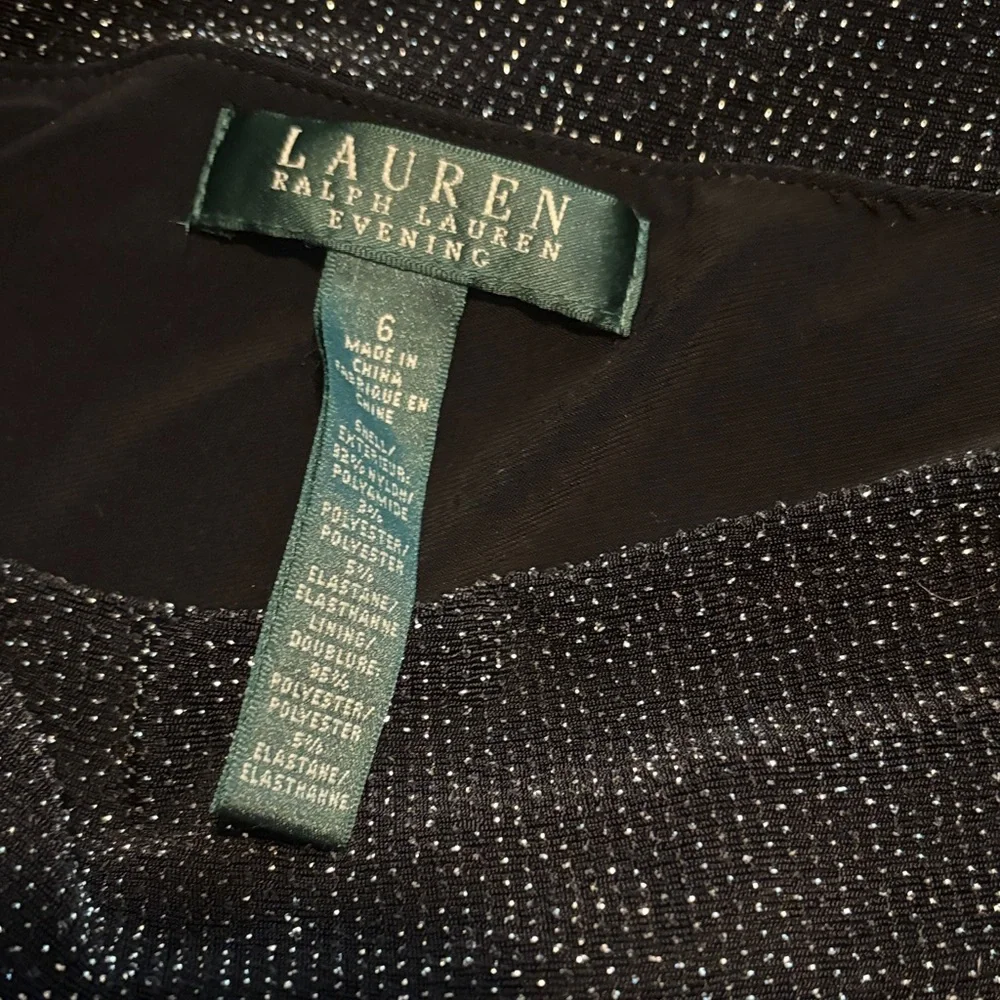 LAUREN
RALPH LAUREN
EVENING
6
MADE IN
CHINA
FABRIQUE EN
CHINE
SHELL/
EXTERIEUR:
92% NYLON/
POLYAMIDE
3%
POLYESTER/
POLYESTER
5%
ELASTANE/
ELASTHANNE
LINING/
DOUBLURE:
95%
POLYESTER/
POLYESTER
5%
ELASTANE/
ELASTHANNE